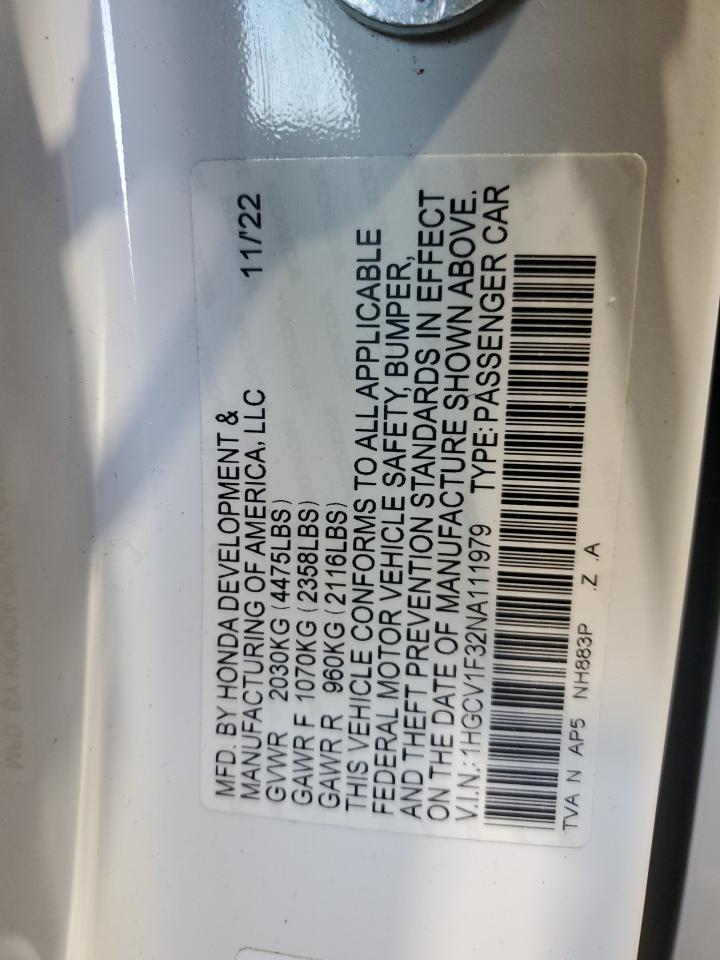 MFD. BY HONDA DEVELOPMENT &
MANUFACTURING OF AMERICA, LLC 11/'22
GVWR 2030KG (4475LBS)
GAWR F 1070KG (2358LBS)
GAWR R 960KG (2116LBS)
THIS VEHICLE CONFORMS TO ALL APPLICABLE
FEDERAL MOTOR VEHICLE SAFETY, BUMPER,
AND THEFT PREVENTION STANDARDS IN EFFECT
ON THE DATE OF MANUFACTURE SHOWN ABOVE.
V.I.N.:1HGCV1F32NA111979 TYPE:PASSENGER CAR
TVA N AP5 NH883P .Z .A